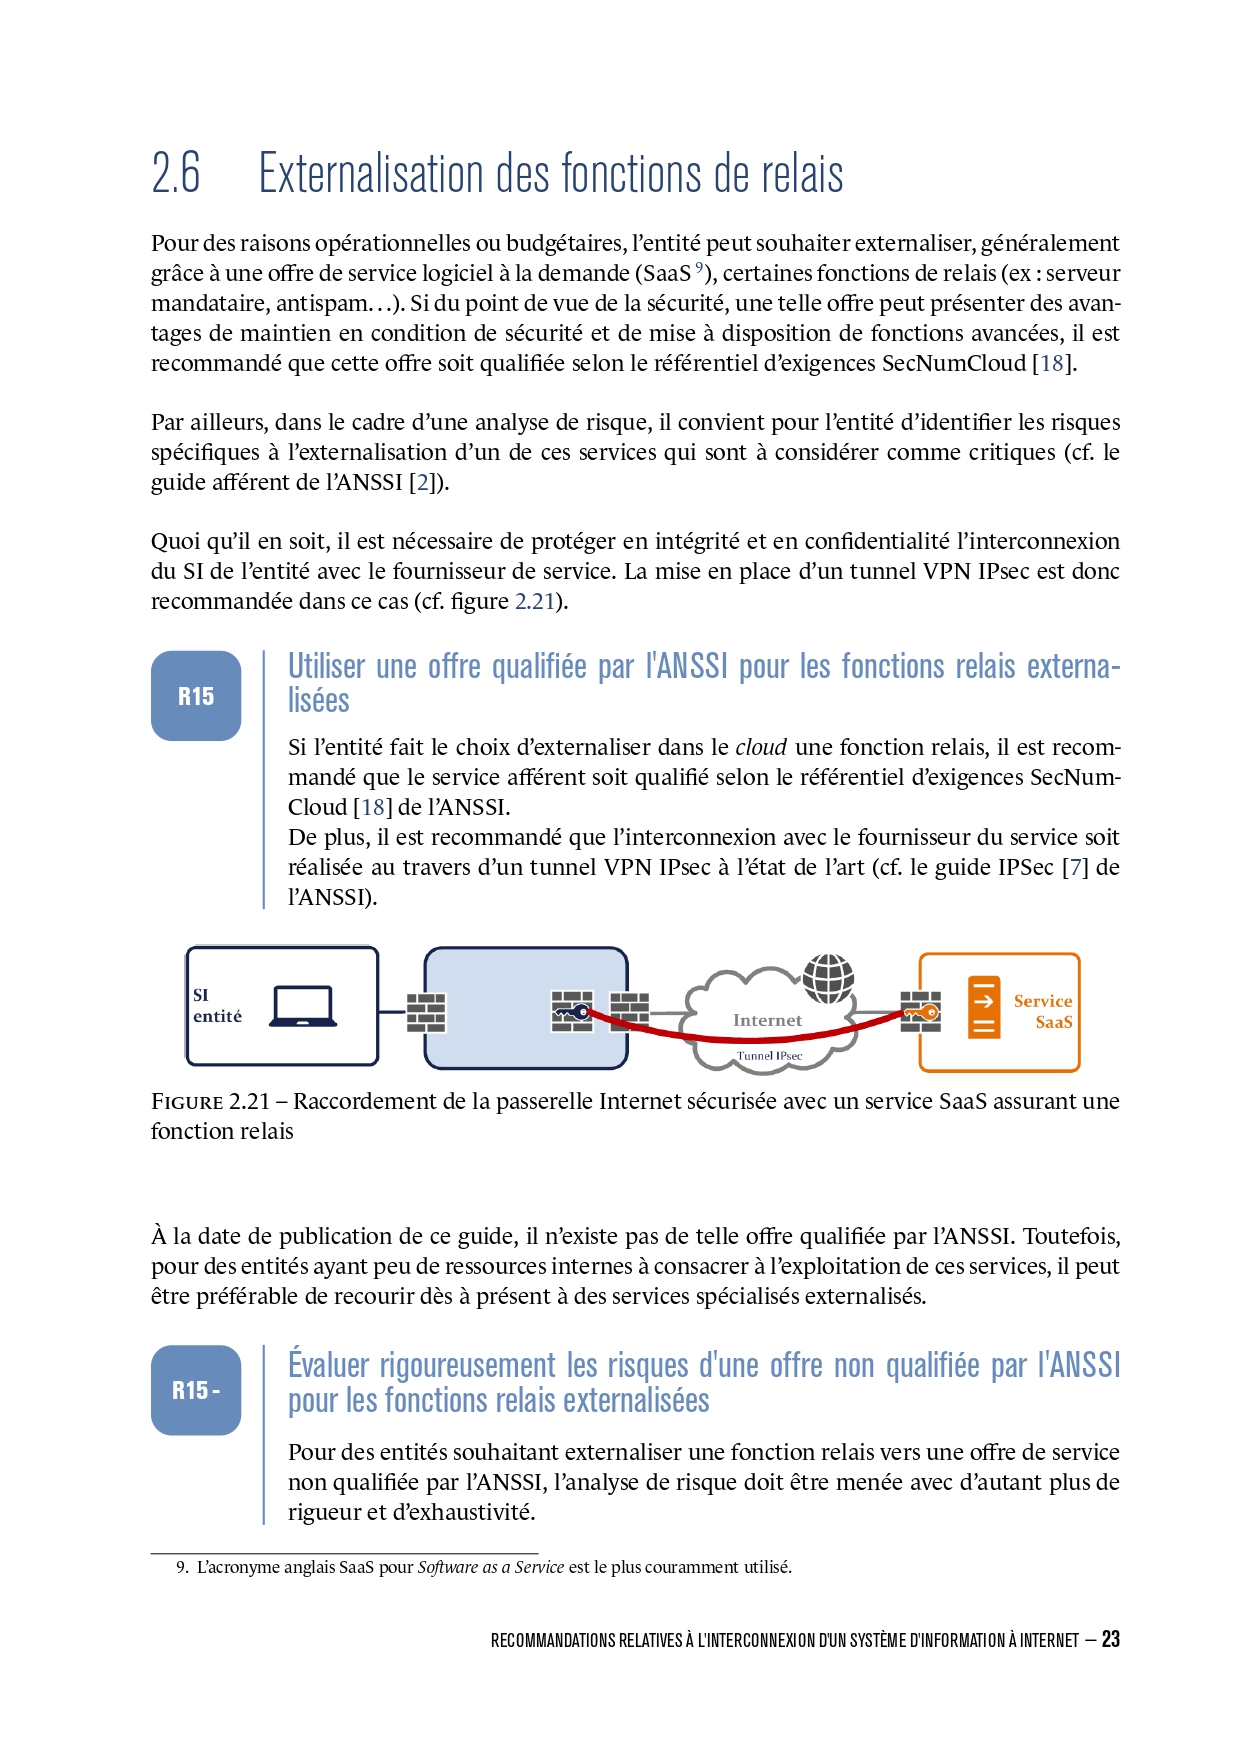 2.6 Externalisation des fonctions de relais
Pour des raisons opérationnelles ou budgétaires, l’entité peut souhaiter externaliser, généralement
grâce à une offre de service logiciel à la demande (SaaS 9), certaines fonctions de relais (ex : serveur
mandataire, antispam…). Si du point de vue de la sécurité, une telle offre peut présenter des avan-
tages de maintien en condition de sécurité et de mise à disposition de fonctions avancées, il est
recommandé que cette offre soit qualifiée selon le référentiel d’exigences SecNumCloud [18].
Par ailleurs, dans le cadre d’une analyse de risque, il convient pour l’entité d’identifier les risques
spécifiques à l’externalisation d’un de ces services qui sont à considérer comme critiques (cf. le
guide afférent de l’ANSSI [2]).
Quoi qu’il en soit, il est nécessaire de protéger en intégrité et en confidentialité l’interconnexion
du SI de l’entité avec le fournisseur de service. La mise en place d’un tunnel VPN IPsec est donc
recommandée dans ce cas (cf. figure 2.21).
R15
Utiliser une offre qualifiée par l'ANSSI pour les fonctions relais externa-
lisées
Si l’entité fait le choix d’externaliser dans le cloud une fonction relais, il est recom-
mandé que le service afférent soit qualifié selon le référentiel d’exigences SecNum-
Cloud [18] de l’ANSSI.
De plus, il est recommandé que l’interconnexion avec le fournisseur du service soit
réalisée au travers d’un tunnel VPN IPsec à l’état de l’art (cf. le guide IPSec [7] de
l’ANSSI).
SI
entité
Internet
Tunnel IPsec
Service
SaaS
FIGURE 2.21 – Raccordement de la passerelle Internet sécurisée avec un service SaaS assurant une
fonction relais
À la date de publication de ce guide, il n’existe pas de telle offre qualifiée par l’ANSSI. Toutefois,
pour des entités ayant peu de ressources internes à consacrer à l’exploitation de ces services, il peut
être préférable de recourir dès à présent à des services spécialisés externalisés.
R15 -
Évaluer rigoureusement les risques d'une offre non qualifiée par l'ANSSI
pour les fonctions relais externalisées
Pour des entités souhaitant externaliser une fonction relais vers une offre de service
non qualifiée par l’ANSSI, l’analyse de risque doit être menée avec d’autant plus de
rigueur et d’exhaustivité.
9. L’acronyme anglais SaaS pour Software as a Service est le plus couramment utilisé.
RECOMMANDATIONS RELATIVES À L'INTERCONNEXION D'UN SYSTÈME D'INFORMATION À INTERNET – 23